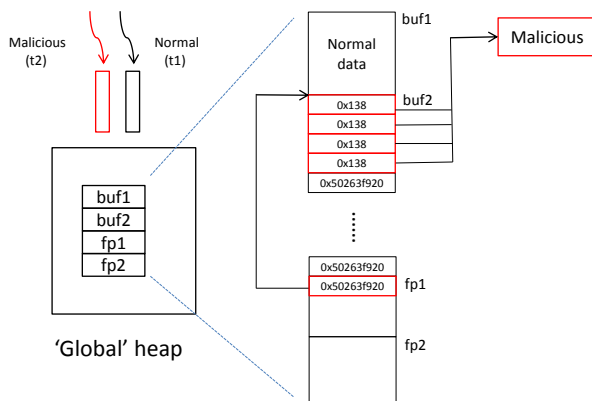 Malicious
(t2)
Normal
(t1)
buf1
buf2
fp1
fp2
'Global' heap
buf1
Normal
data
buf2
0x138
0x138
0x138
0x138
0x50263f920
0x50263f920
0x50263f920
fp1
fp2
Malicious